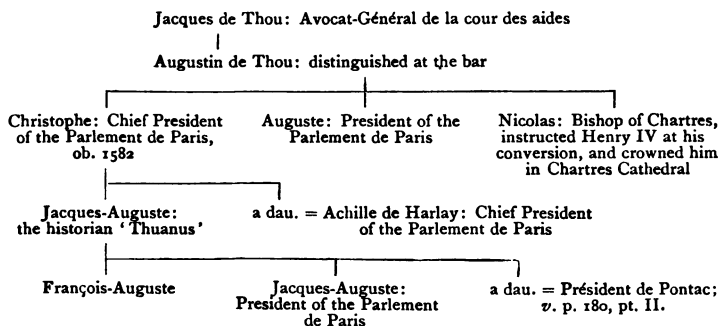 Jacques de Thou: Avocat-Général de la cour des aides
Augustin de Thou: distinguished at the bar
Christophe: Chief President
of the Parlement de Paris,
ob. 1582
Auguste: President of the
Parlement de Paris
Nicolas: Bishop of Chartres,
instructed Henry IV at his
conversion, and crowned him
in Chartres Cathedral
Jacques-Auguste:
the historian ‘Thuanus’
a dau. = Achille de Harlay: Chief President
of the Parlement de Paris
François-Auguste
Jacques-Auguste:
President of the Parlement
de Paris
a dau. = Président de Pontac;
v. p. 180, pt. II.